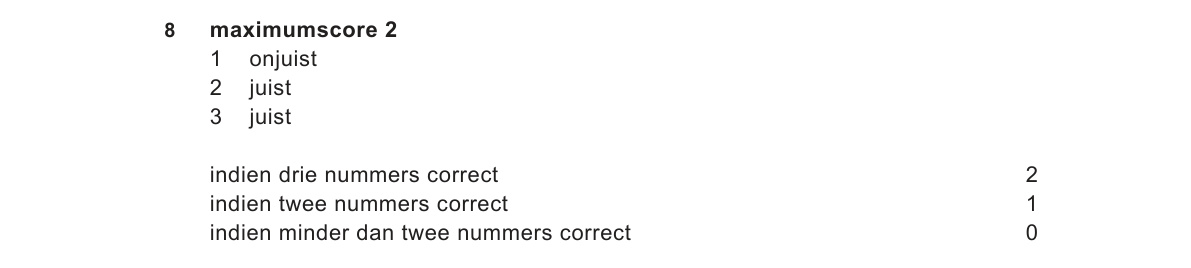 8 maximumscore 2
1 onjuist
2 juist
3 juist
indien drie nummers correct 2
indien twee nummers correct 1
indien minder dan twee nummers correct 0